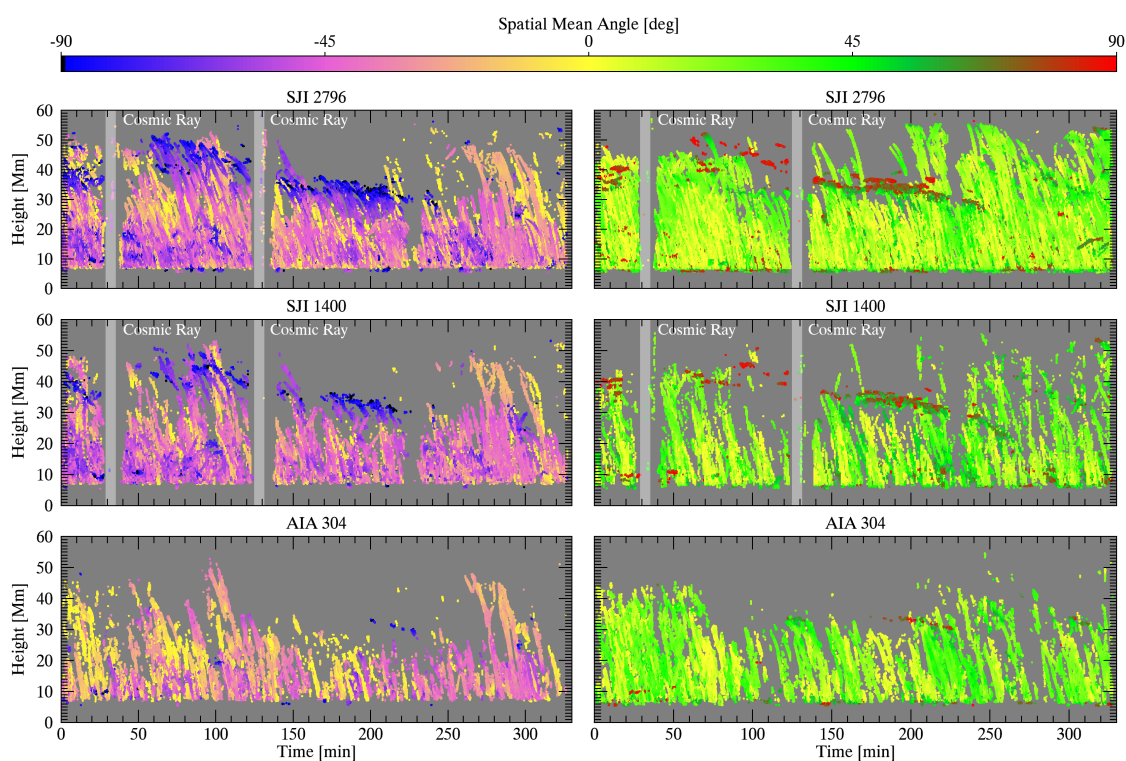 Spatial Mean Angle [deg]
-90 -45 0 45 90
SJI 2796 SJI 2796
60 Cosmic Ray Cosmic Ray Cosmic Ray Cosmic Ray
50
40
30
20
10
0
Height [Mm]
SJI 1400 SJI 1400
60 Cosmic Ray Cosmic Ray Cosmic Ray Cosmic Ray
50
40
30
20
10
0
Height [Mm]
AIA 304 AIA 304
60
50
40
30
20
10
0
Height [Mm]
0 50 100 150 200 250 300 0 50 100 150 200 250 300
Time [min] Time [min]